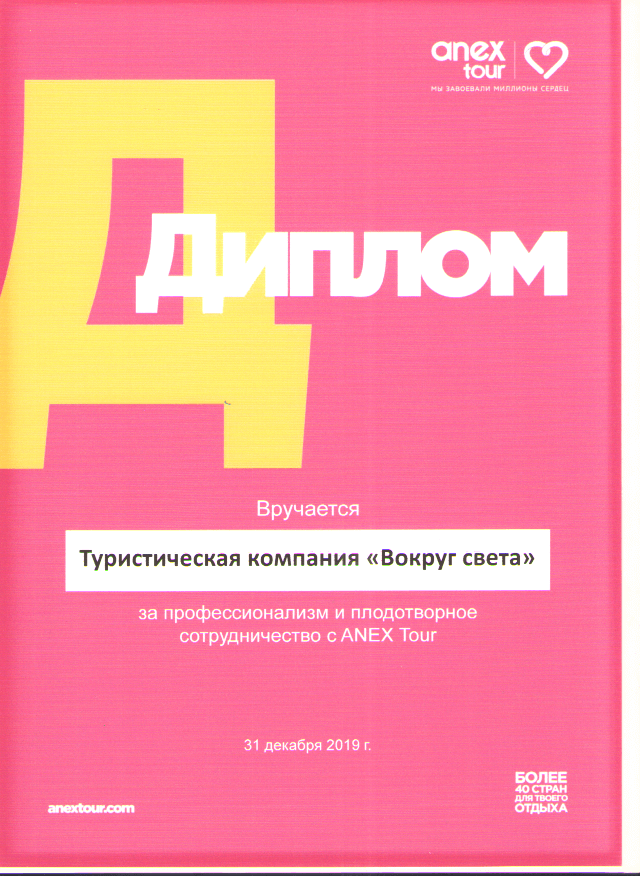 anex
tour
МЫ ЗАВОЕВАЛИ МИЛЛИОНЫ СЕРДЕЦ
Д
Диплом
Вручается
Туристическая компания «Вокруг света»
за профессионализм и плодотворное
сотрудничество с ANEX Tour
31 декабря 2019 г.
anextour.com
БОЛЕЕ
40 СТРАН
ДЛЯ ТВОЕГО
ОТДЫХА